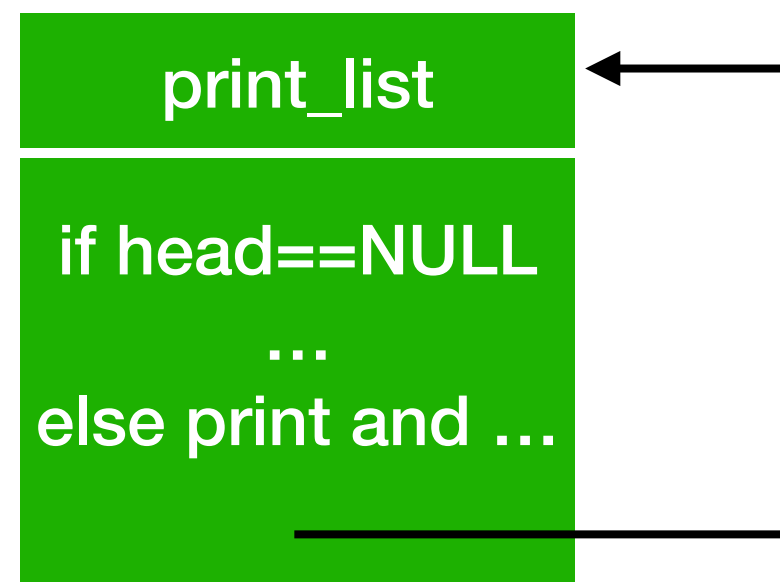 print_list
if head==NULL
…
else print and …